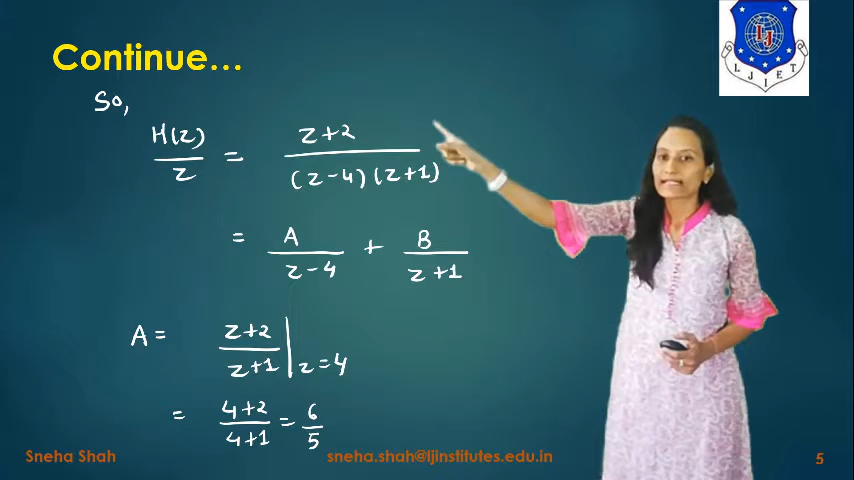 Continue...
So,
H(z)/z = z+2/(z-4)(z+1)
= A/z-4 + B/z+1
A = z+2/z+1 | z=4
= 4+2/4+1 = 6/5
LJIET
Sneha Shah sneha.shah@ljinstitutes.edu.in 5